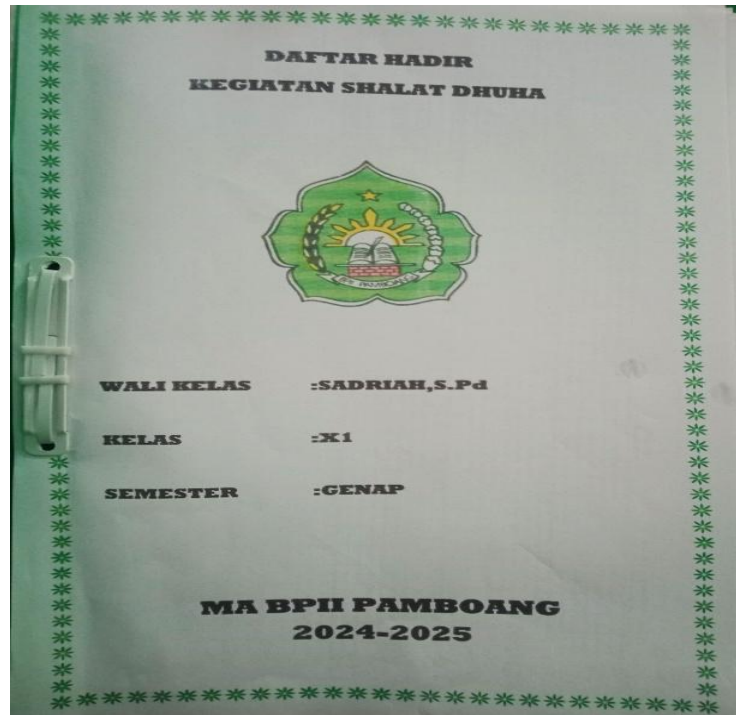 DAFTAR HADIR
KEGIATAN SHALAT DHUHA
WALI KELAS :SADRIAH,S.Pd
KELAS :X1
SEMESTER :GENAP
MA BPII PAMBOANG
2024-2025